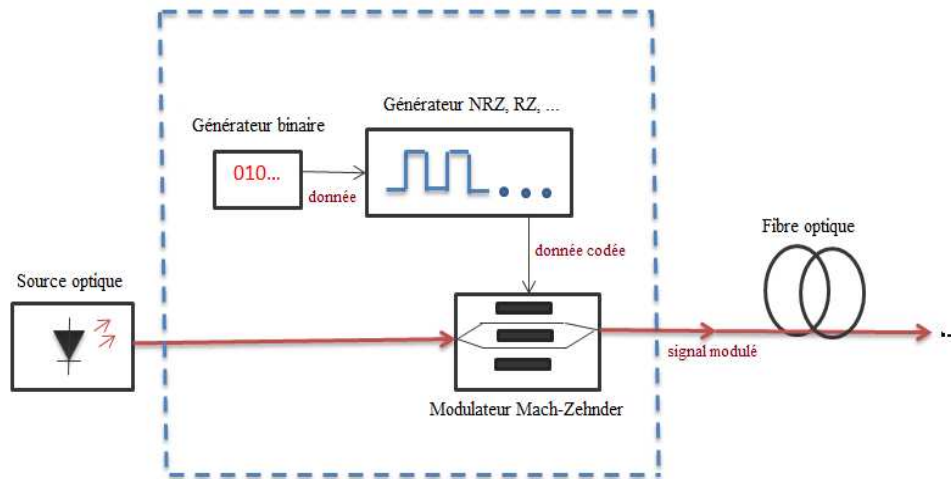 Générateur NRZ, RZ, ...
Générateur binaire
010...
donnée
donnée codée
Fibre optique
Source optique
signal modulé
Modulateur Mach-Zehnder